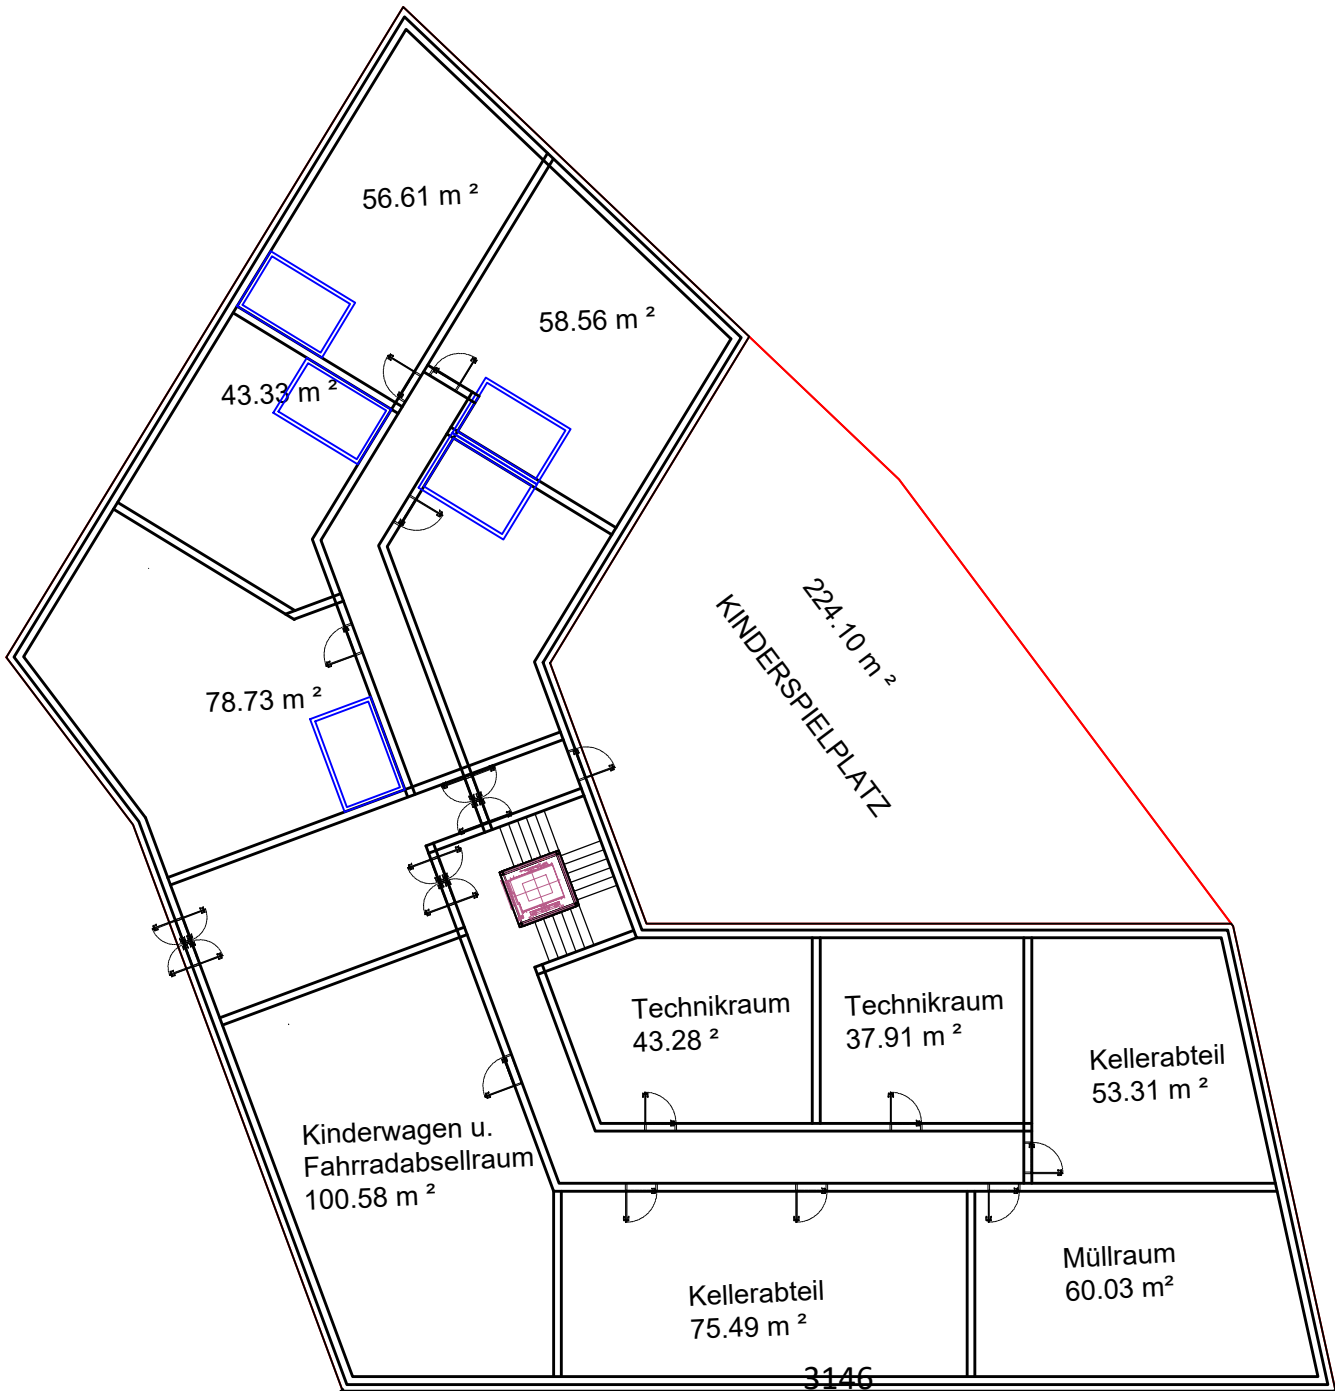 56.61 m ²
58.56 m ²
43.33 m ²
224.10 m ²
KINDERSPIELPLATZ
78.73 m ²
Technikraum
43.28 ²
Technikraum
37.91 m ²
Kellerabteil
53.31 m ²
Kinderwagen u.
Fahrradabsellraum
100.58 m ²
Müllraum
60.03 m²
Kellerabteil
75.49 m ²
3146